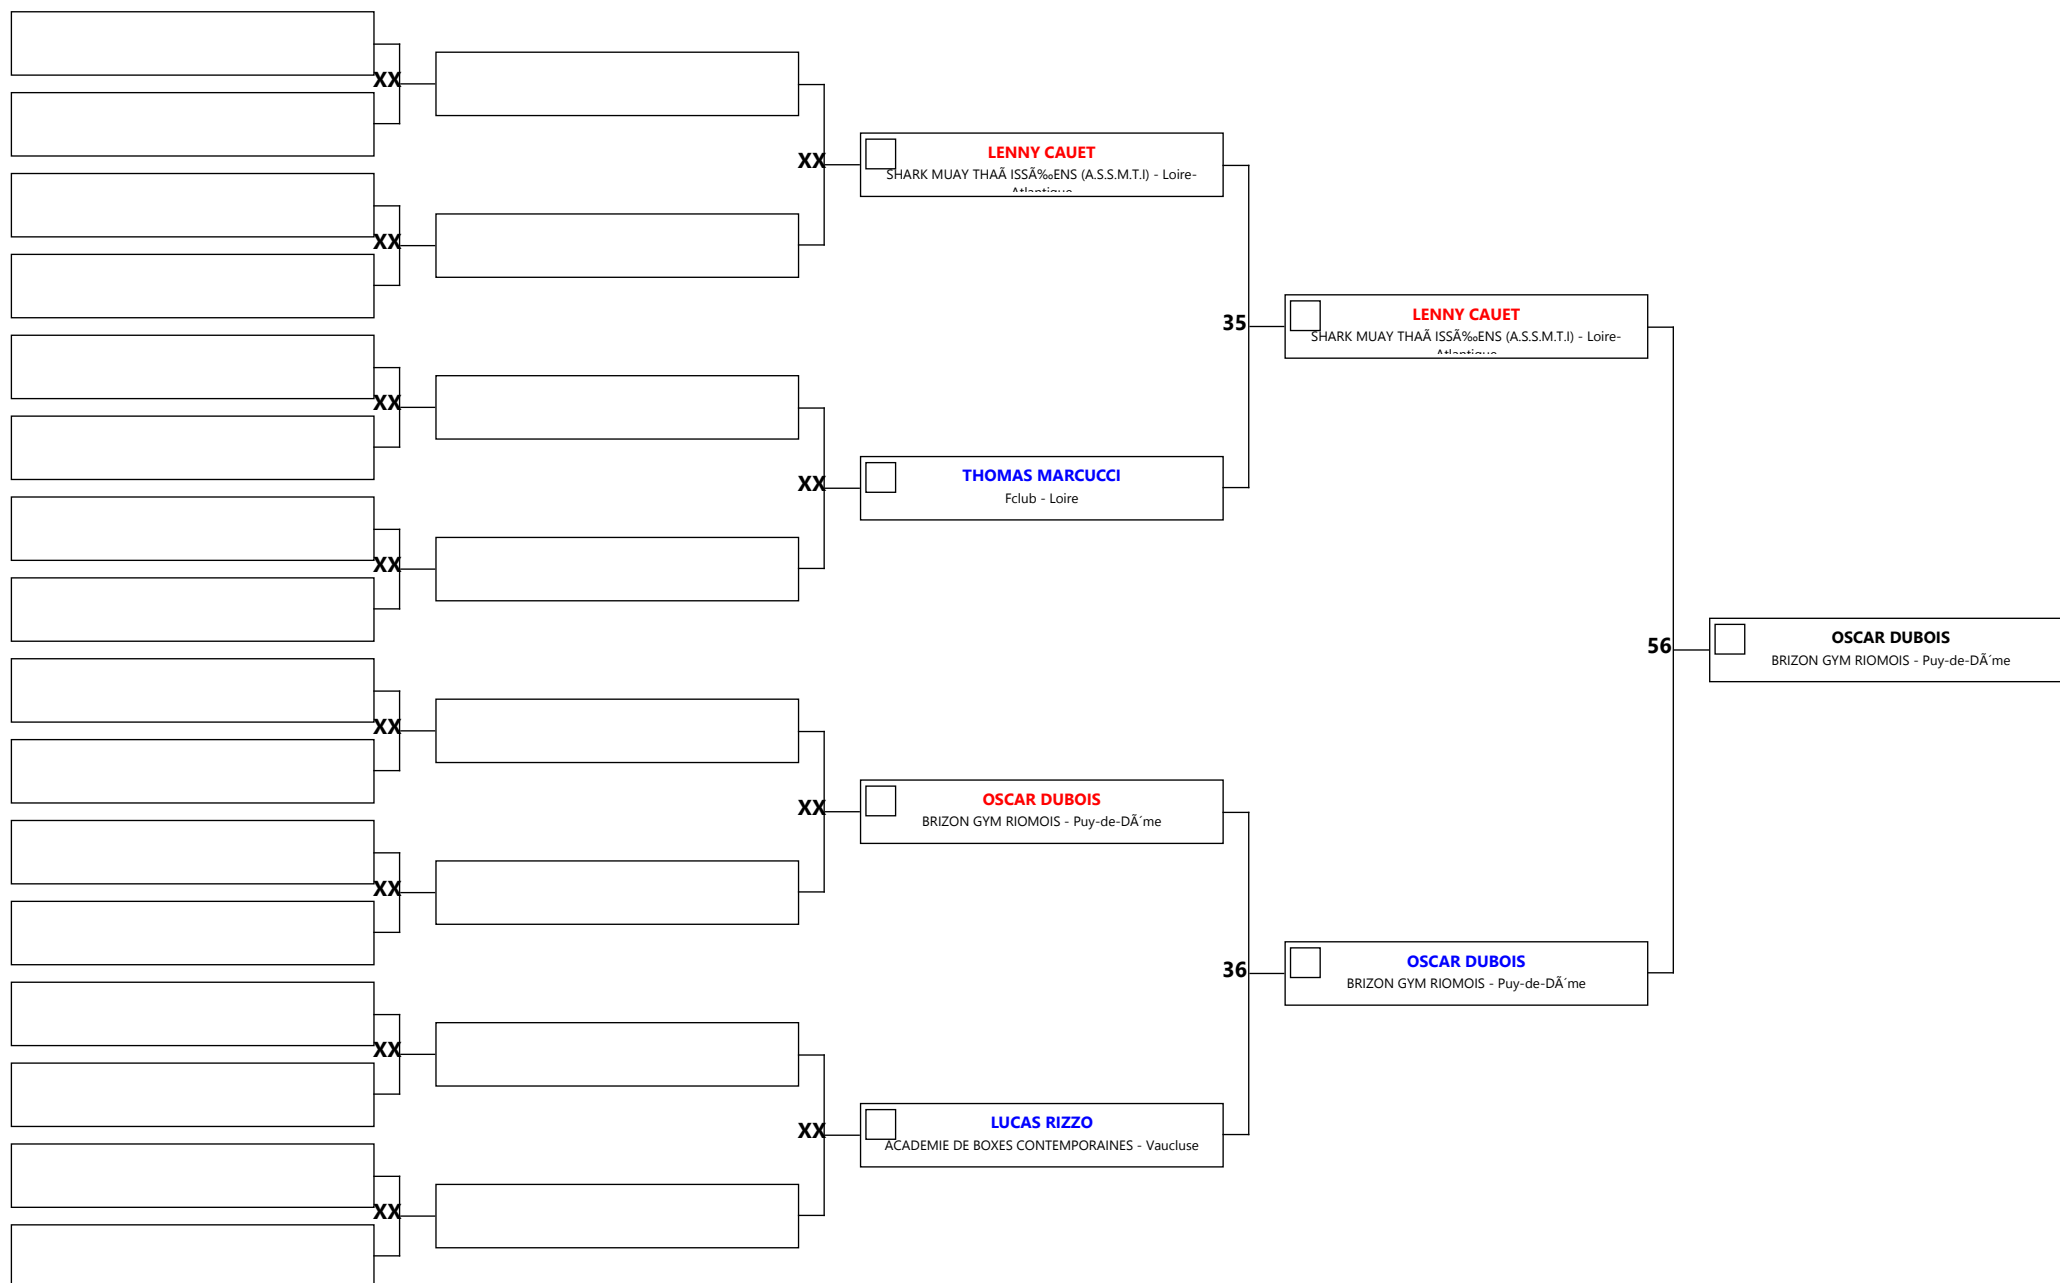 XX
XX
XX
XX
XX
XX
XX
XX
XX
XX
XX
XX
LENNY CAUET
SHARK MUAY THAÃ ISSÃ‰ENS (A.S.S.M.T.I) - Loire-
Atlantique
THOMAS MARCUCCI
Fclub - Loire
OSCAR DUBOIS
BRIZON GYM RIOMOIS - Puy-de-DÃ´me
LUCAS RIZZO
ACADEMIE DE BOXES CONTEMPORAINES - Vaucluse
35
36
LENNY CAUET
SHARK MUAY THAÃ ISSÃ‰ENS (A.S.S.M.T.I) - Loire-
Atlantique
OSCAR DUBOIS
BRIZON GYM RIOMOIS - Puy-de-DÃ´me
56
OSCAR DUBOIS
BRIZON GYM RIOMOIS - Puy-de-DÃ´me